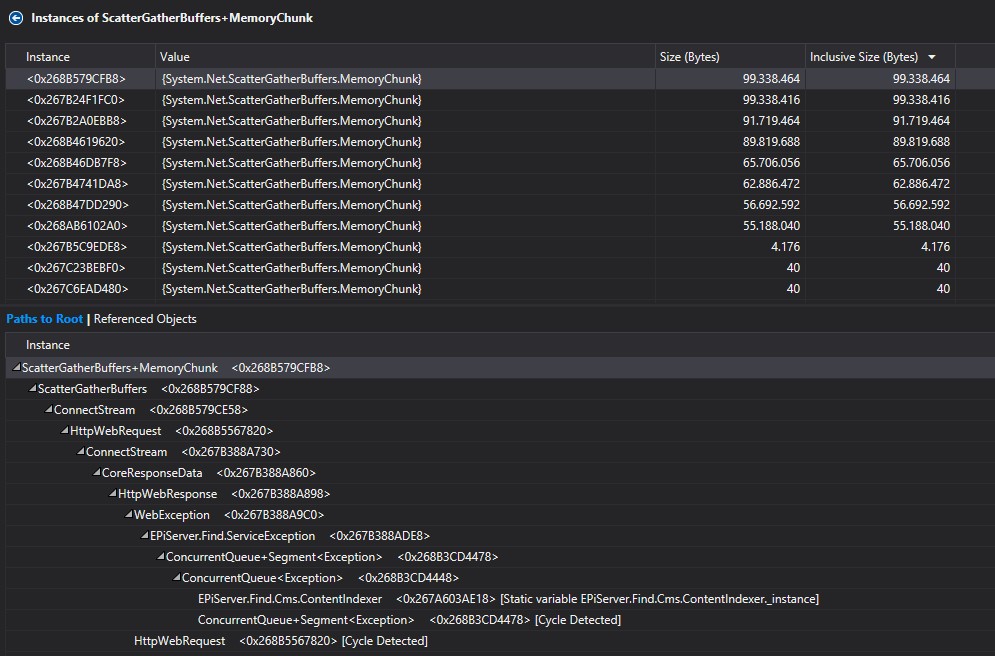 Instances of ScatterGatherBuffers+MemoryChunk
Instance Value Size (Bytes) Inclusive Size (Bytes)
<0x268B579CFB8> {System.Net.ScatterGatherBuffers.MemoryChunk} 99.338.464 99.338.464
<0x267B24F1FC0> {System.Net.ScatterGatherBuffers.MemoryChunk} 99.338.416 99.338.416
<0x267B2A0EBB8> {System.Net.ScatterGatherBuffers.MemoryChunk} 91.719.464 91.719.464
<0x268B4619620> {System.Net.ScatterGatherBuffers.MemoryChunk} 89.819.688 89.819.688
<0x268B46DB7F8> {System.Net.ScatterGatherBuffers.MemoryChunk} 65.706.056 65.706.056
<0x267B4741DA8> {System.Net.ScatterGatherBuffers.MemoryChunk} 62.886.472 62.886.472
<0x268B47DD290> {System.Net.ScatterGatherBuffers.MemoryChunk} 56.692.592 56.692.592
<0x268AB6102A0> {System.Net.ScatterGatherBuffers.MemoryChunk} 55.188.040 55.188.040
<0x267B5C9EDE8> {System.Net.ScatterGatherBuffers.MemoryChunk} 4.176 4.176
<0x267C23BEBF0> {System.Net.ScatterGatherBuffers.MemoryChunk} 40 40
<0x267C6EAD480> {System.Net.ScatterGatherBuffers.MemoryChunk} 40 40
Paths to Root | Referenced Objects
Instance
ScatterGatherBuffers+MemoryChunk <0x268B579CFB8>
ScatterGatherBuffers <0x268B579CF88>
ConnectStream <0x268B579CE58>
HttpWebRequest <0x268B5567820>
ConnectStream <0x267B388A730>
CoreResponseData <0x267B388A860>
HttpWebResponse <0x267B388A898>
WebException <0x267B388A9C0>
EPiServer.Find.ServiceException <0x267B388ADE8>
ConcurrentQueue+Segment<Exception> <0x268B3CD4478>
ConcurrentQueue<Exception> <0x268B3CD4448>
EPiServer.Find.Cms.ContentIndexer <0x267A603AE18> [Static variable EPiServer.Find.Cms.ContentIndexer._instance]
ConcurrentQueue+Segment<Exception> <0x268B3CD4478> [Cycle Detected]
HttpWebRequest <0x268B5567820> [Cycle Detected]